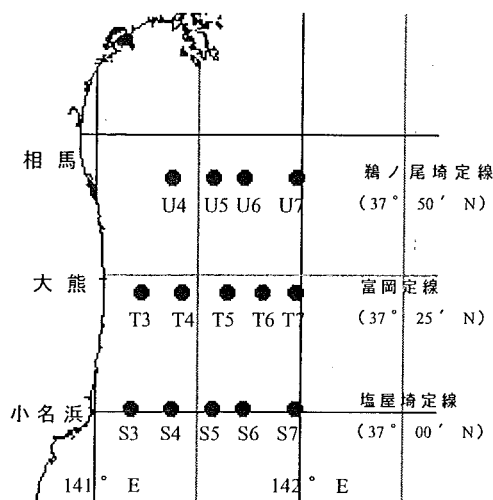 相馬
鵜ノ尾埼定線
U4 U5 U6 U7
(37° 50′ N)
大熊
富岡定線
T3 T4 T5 T6 T7
(37° 25′ N)
小名浜
塩屋埼定線
S3 S4 S5 S6 S7
(37° 00′ N)
141° E 142° E